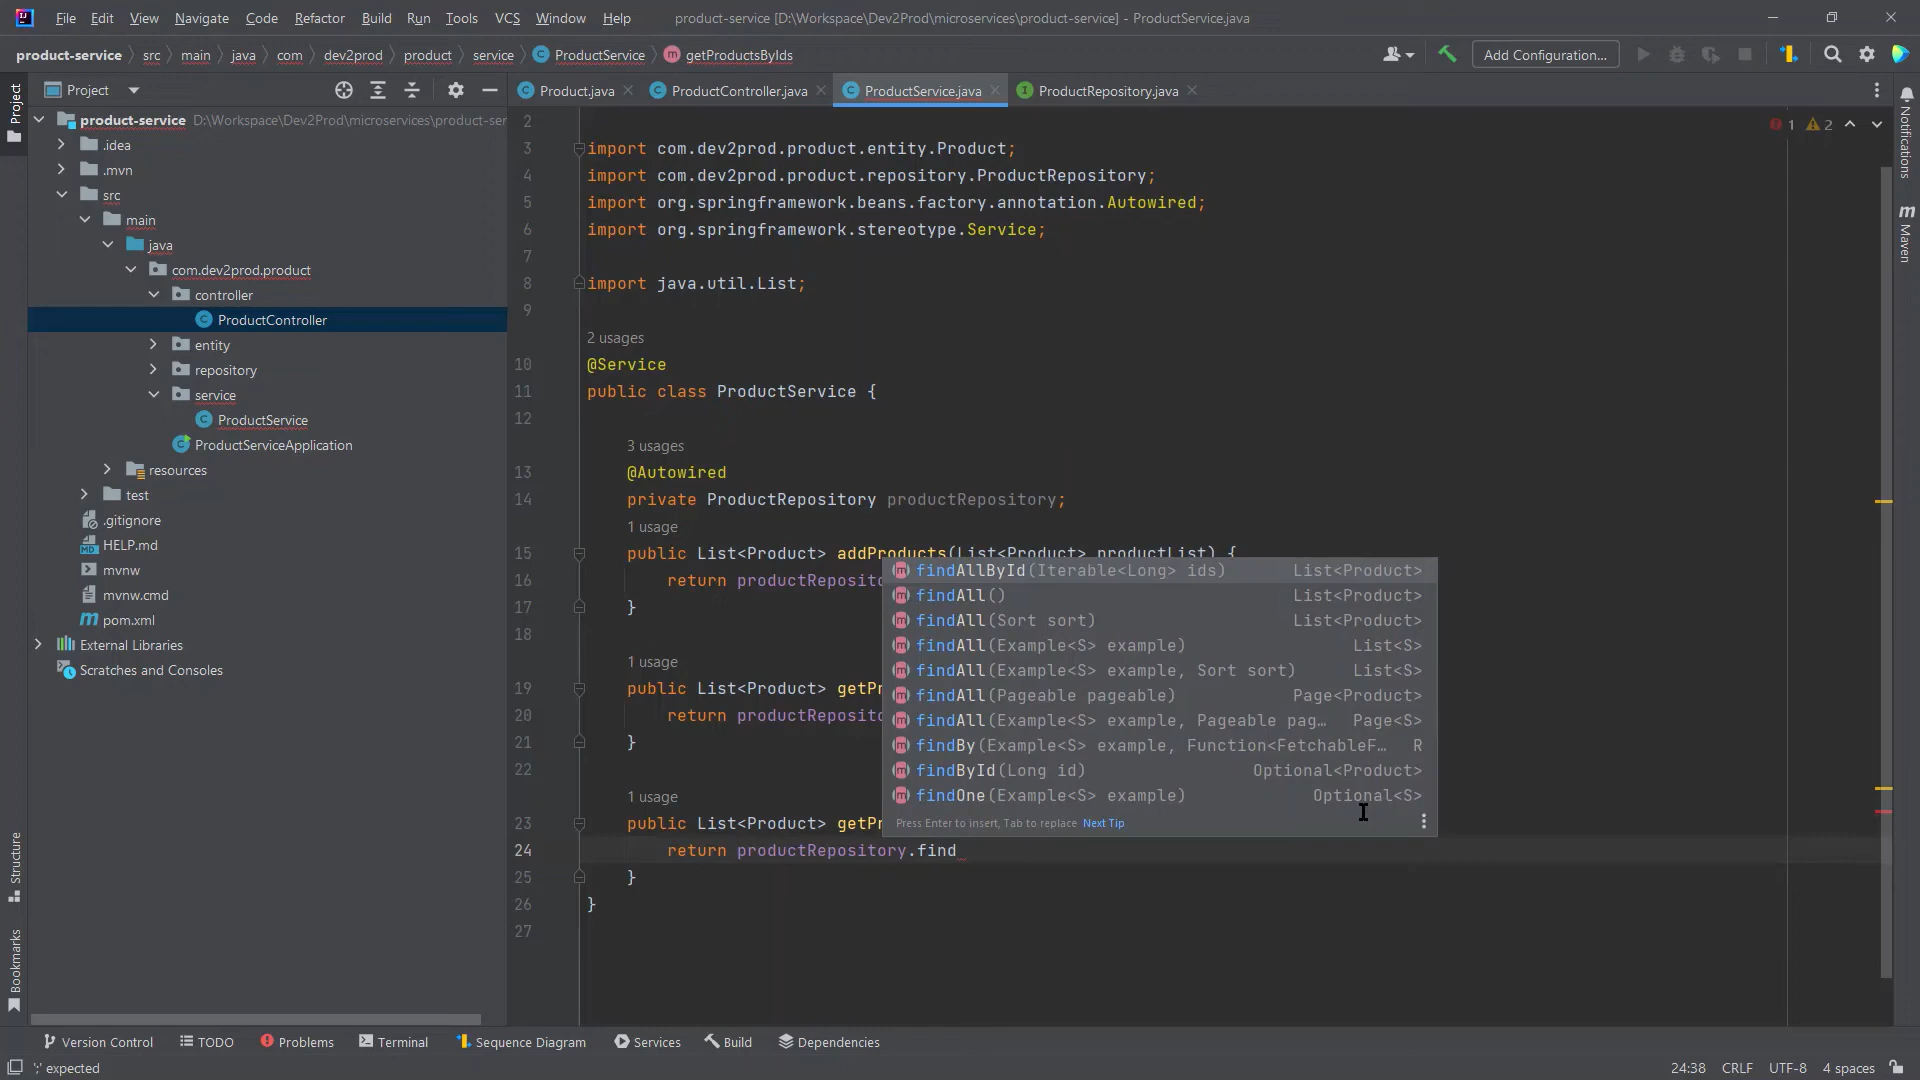 File Edit View Navigate Code Refactor Build Run Tools VCS Window Help product-service [D:\Workspace\Dev2Prod\microservices\product-service] - ProductService.java
product-service src main java com dev2prod product service ProductService getProductsByIds Add Configuration...
Project
Project
Product.java ProductController.java ProductService.java ProductRepository.java
product-service D:\Workspace\Dev2Prod\microservices\product-ser
.idea
.mvn
src
main
java
com.dev2prod.product
controller
ProductController
entity
repository
service
ProductService
ProductServiceApplication
resources
test
.gitignore
HELP.md
mvnw
mvnw.cmd
pom.xml
External Libraries
Scratches and Consoles
Structure
Bookmarks
1 2
2
3 import com.dev2prod.product.entity.Product;
4 import com.dev2prod.product.repository.ProductRepository;
5 import org.springframework.beans.factory.annotation.Autowired;
6 import org.springframework.stereotype.Service;
7
8 import java.util.List;
9
2 usages
10 @Service
11 public class ProductService {
12
3 usages
13 @Autowired
14 private ProductRepository productRepository;
1 usage
15 public List<Product> addProducts(List<Product> productList) {
16 return productReposito
17 }
18
1 usage
19 public List<Product> getP
20 return productReposito
21 }
22
1 usage
23 public List<Product> getP
24 return productRepository.find
25 }
26 }
27
findAllById(Iterable<Long> ids) List<Product>
findAll() List<Product>
findAll(Sort sort) List<Product>
findAll(Example<S> example) List<S>
findAll(Example<S> example, Sort sort) List<S>
findAll(Pageable pageable) Page<Product>
findAll(Example<S> example, Pageable pag… Page<S>
findBy(Example<S> example, Function<FetchableF… R
findById(Long id) Optional<Product>
findOne(Example<S> example) Optional<S>
Press Enter to insert, Tab to replace Next Tip
Notifications
Maven
Version Control TODO Problems Terminal Sequence Diagram Services Build Dependencies
';' expected 24:38 CRLF UTF-8 4 spaces